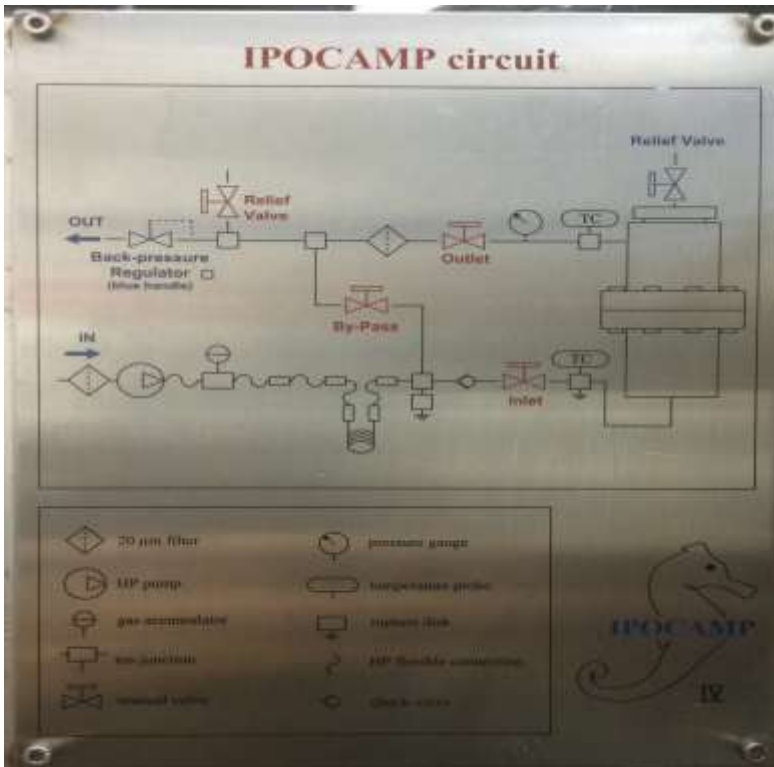 IPOCAMP circuit
Relief Valve
Relief
Valve
TC
OUT
Back-pressure
Regulator
(blue handle)
Outlet
By-Pass
IN
TC
Inlet
20 µm filter
pressure gauge
HP pump
temperature probe
gas accumulator
rupture disk
tee-junction
HP flexible connection
manual valve
check-valve
IPOCAMP
IV